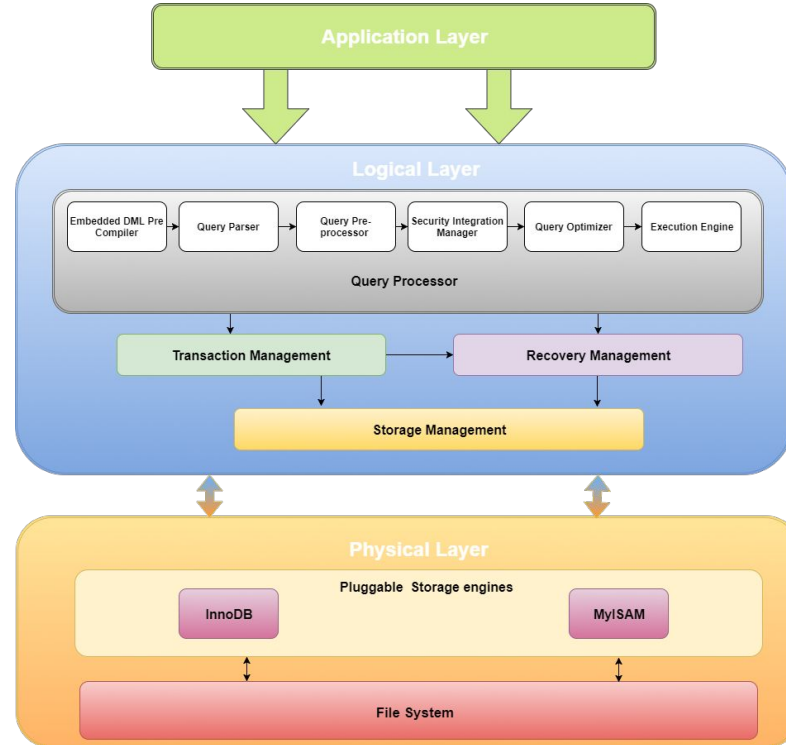 Application Layer
Logical Layer
Embedded DML Pre
Compiler
Query Parser
Query Pre-
processor
Security Integration
Manager
Query Optimizer
Execution Engine
Query Processor
Transaction Management
Recovery Management
Storage Management
Physical Layer
Pluggable Storage engines
InnoDB
MyISAM
File System